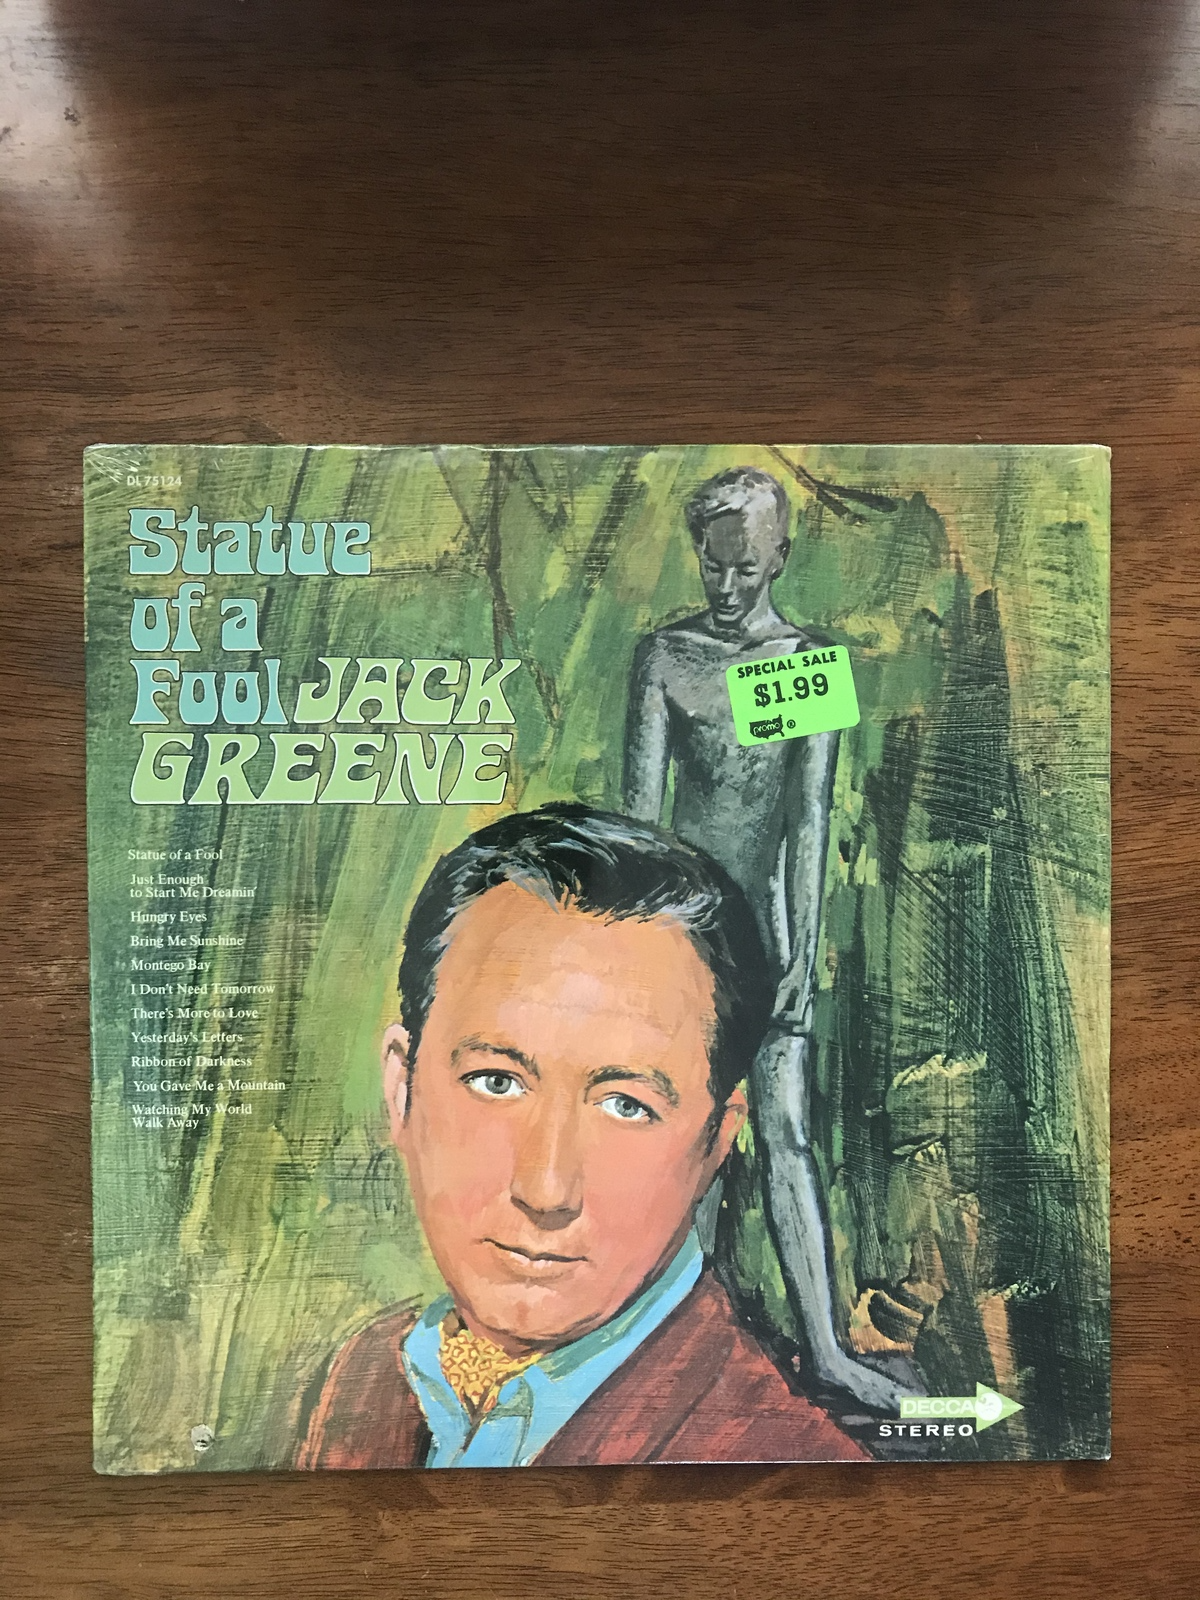 DL 75124
Statue
of a
Fool JACK
GREENE
SPECIAL SALE
$1.99
promo ®
Statue of a Fool
Just Enough
to Start Me Dreamin'
Hungry Eyes
Bring Me Sunshine
Montego Bay
I Don't Need Tomorrow
There's More to Love
Yesterday's Letters
Ribbon of Darkness
You Gave Me a Mountain
Watching My World
Walk Away
DECCA
STEREO